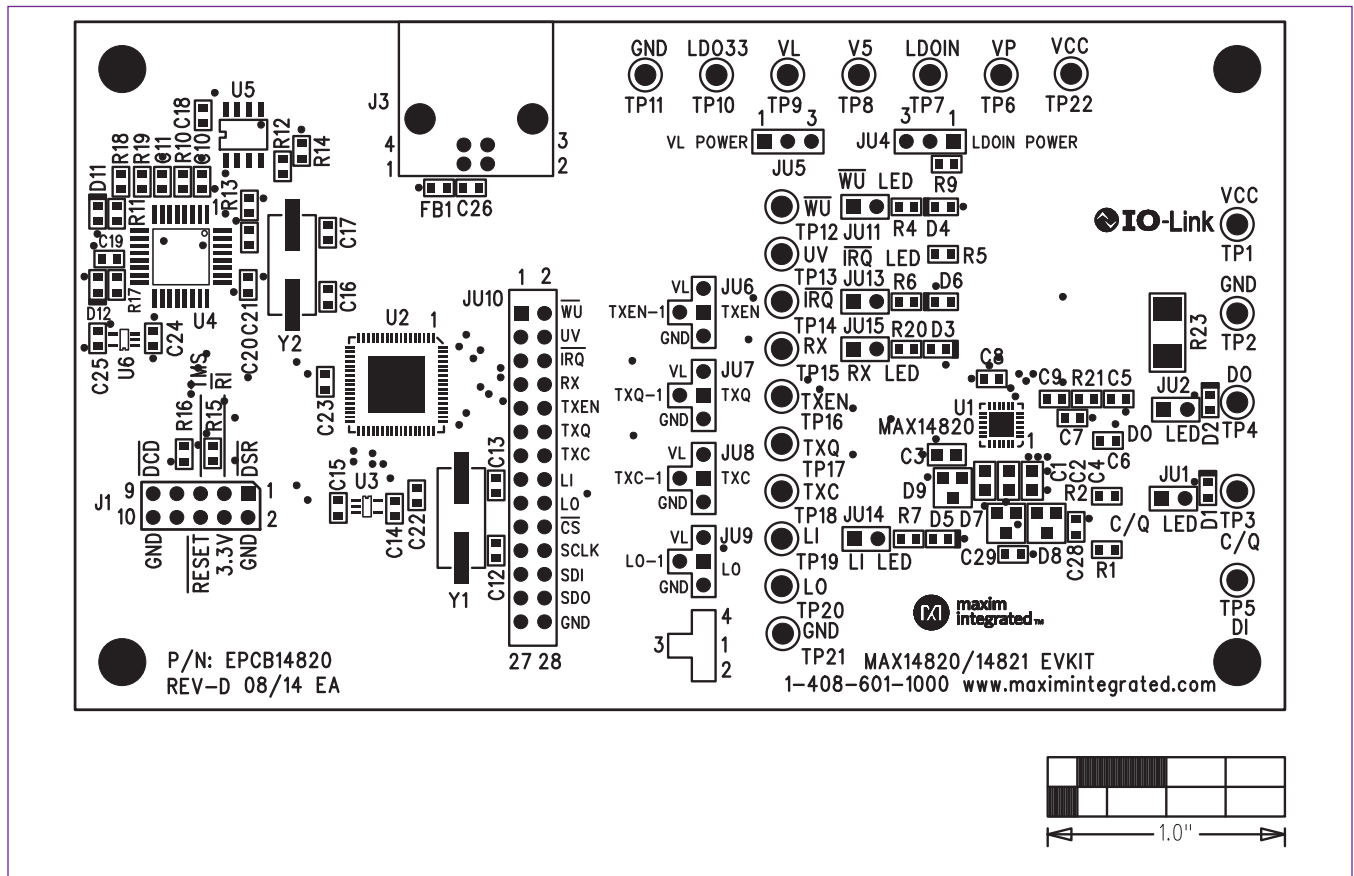 GND LDO33 VL V5 LDOIN VP VCC
TP11 TP10 TP9 TP8 TP7 TP6 TP22
1 3 3 1
VL POWER JU4 LDOIN POWER
JU5 R9
U5
C18
R12
R14
J3
4 3
1 2
FB1 C26
D11 R18 R19 C11 R10 C10
R13
1
R11
C19
D12 R17
U4
C17
C16
Y2
C25 U6 C24
C20 C21
TMS
RI
R16 R15
DCD DSR
J1 9 1
10 2
GND RESET 3.3V GND
U2 1
C23
C15 U3
C14 C22
C13
C12
Y1
1 2
JU10
WU
UV
IRQ
RX
TXEN
TXQ
TXC
LI
LO
CS
SCLK
SDI
SDO
GND
27 28
VL JU6
TXEN-1 TXEN
GND
VL JU7
TXQ-1 TXQ
GND
VL JU8
TXC-1 TXC
GND
VL JU9
LO-1 LO
GND
4
3 1
2
WU LED
WU
TP12 JU11 R4 D4
UV IRQ LED R5
TP13 JU13 R6 D6
IRQ
TP14 JU15 R20 D3
RX
TP15 RX LED
TXEN
TP16
TXQ
TP17
TXC
TP18 JU14 R7 D5 D7
LI
TP19 LI LED
LO
TP20
GND
TP21
IO-Link
VCC
TP1
GND
TP2
R23
DO
TP4
JU2
DO LED D2
C8
C9 R21 C5
U1
MAX14820
1
C7
C6
C3
D9
C1 C2 C4
R2
JU1
C/Q LED D1
TP3
C/Q
C29 D8 C28
R1
TP5
DI
maxim
integrated™
P/N: EPCB14820
REV-D 08/14 EA
MAX14820/14821 EVKIT
1-408-601-1000 www.maximintegrated.com
1.0"